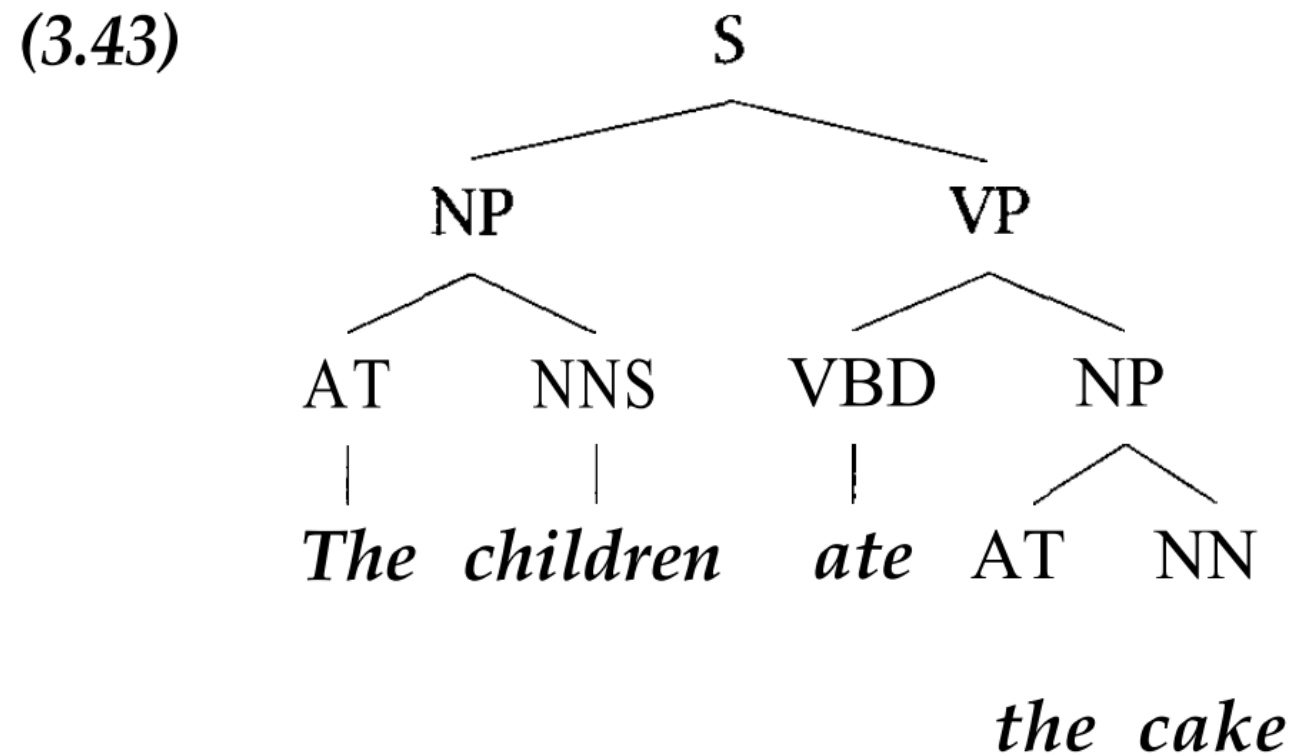 (3.43) S
NP VP
AT NNS VBD NP
The children ate AT NN
the cake